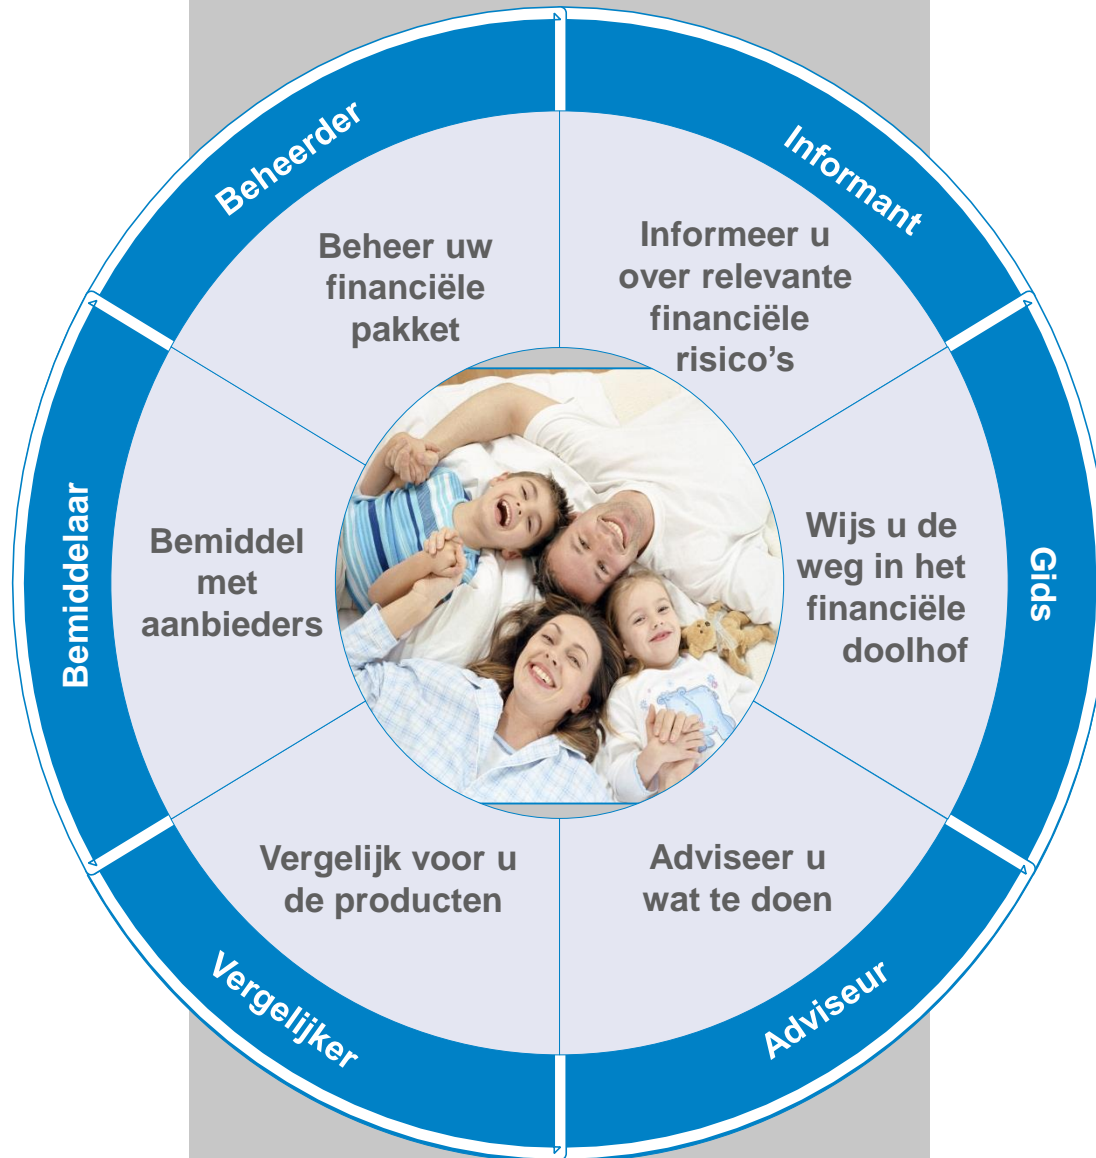 Informant
Informeer u
over relevante
financiële
risico's
Gids
Wijs u de
weg in het
financiële
doolhof
Adviseur
Adviseer u
wat te doen
Vergelijker
Vergelijk voor u
de producten
Bemiddelaar
Bemiddel
met
aanbieders
Beheerder
Beheer uw
financiële
pakket